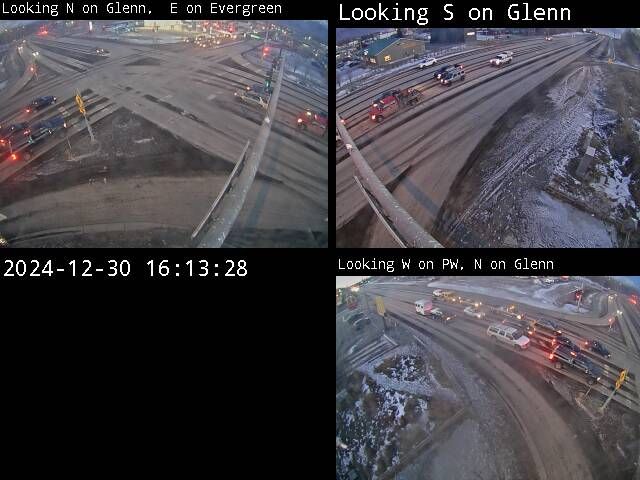 Looking N on Glenn, E on Evergreen
Looking S on Glenn
2024-12-30 16:13:28
Looking W on PW, N on Glenn